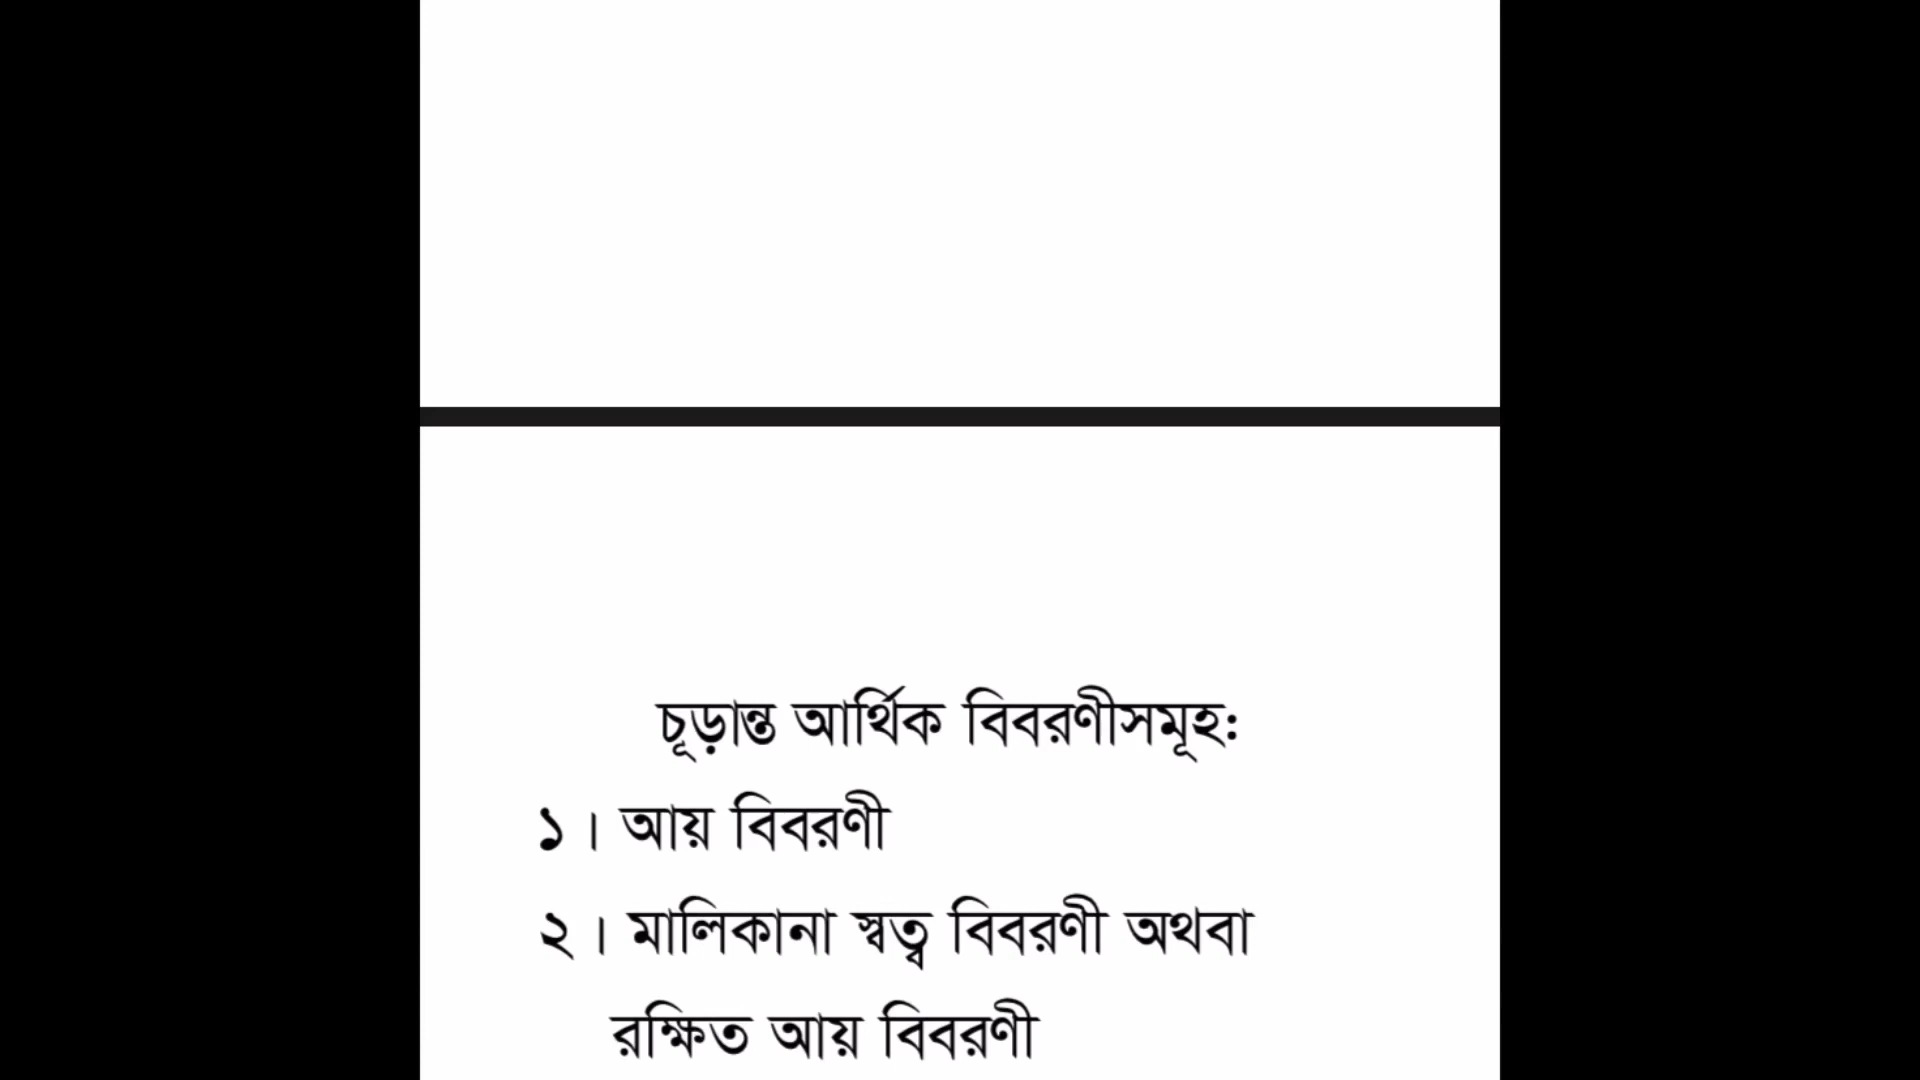 চূড়ান্ত আর্থিক বিবরণীসমূহঃ
১। আয় বিবরণী
২। মালিকানা স্বত্ব বিবরণী অথবা
রক্ষিত আয় বিবরণী